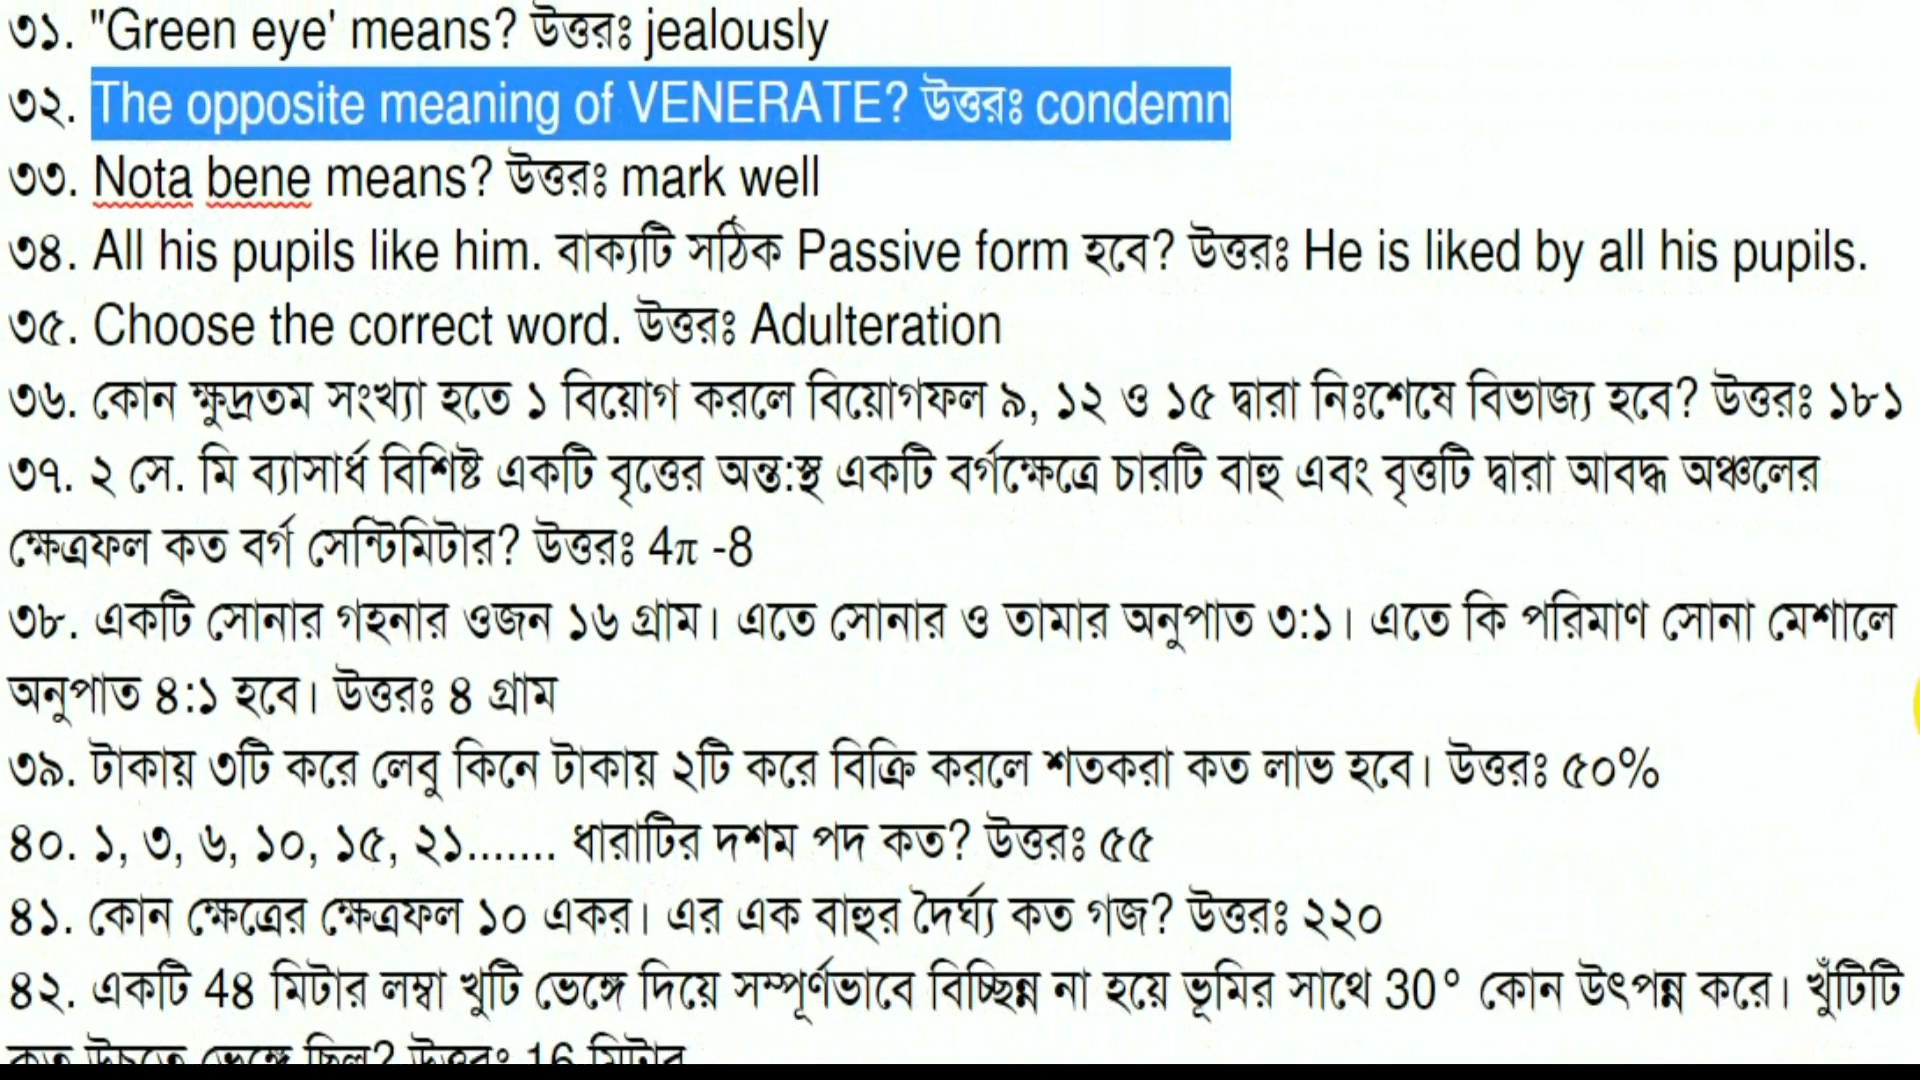 ৩১. "Green eye' means? উত্তরঃ jealously
৩২. The opposite meaning of VENERATE? উত্তরঃ condemn
৩৩. Nota bene means? উত্তরঃ mark well
৩৪. All his pupils like him. বাক্যটি সঠিক Passive form হবে? উত্তরঃ He is liked by all his pupils.
৩৫. Choose the correct word. উত্তরঃ Adulteration
৩৬. কোন ক্ষুদ্রতম সংখ্যা হতে ১ বিয়োগ করলে বিয়োগফল ৯, ১২ ও ১৫ দ্বারা নিঃশেষে বিভাজ্য হবে? উত্তরঃ ১৮১
৩৭. ২ সে. মি ব্যাসার্ধ বিশিষ্ট একটি বৃত্তের অন্ত:স্থ একটি বর্গক্ষেত্রে চারটি বাহু এবং বৃত্তটি দ্বারা আবদ্ধ অঞ্চলের
ক্ষেত্রফল কত বর্গ সেন্টিমিটার? উত্তরঃ 4π -8
৩৮. একটি সোনার গহনার ওজন ১৬ গ্রাম। এতে সোনার ও তামার অনুপাত ৩:১। এতে কি পরিমাণ সোনা মেশালে
অনুপাত ৪:১ হবে। উত্তরঃ ৪ গ্রাম
৩৯. টাকায় ৩টি করে লেবু কিনে টাকায় ২টি করে বিক্রি করলে শতকরা কত লাভ হবে। উত্তরঃ ৫০%
৪০. ১, ৩, ৬, ১০, ১৫, ২১....... ধারাটির দশম পদ কত? উত্তরঃ ৫৫
৪১. কোন ক্ষেত্রের ক্ষেত্রফল ১০ একর। এর এক বাহুর দৈর্ঘ্য কত গজ? উত্তরঃ ২২০
৪২. একটি 48 মিটার লম্বা খুটি ভেঙ্গে দিয়ে সম্পূর্ণভাবে বিচ্ছিন্ন না হয়ে ভূমির সাথে 30° কোন উৎপন্ন করে। খুঁটিটি
কত উচুতে ভেঙ্গে ছিল? উত্তরঃ 16 মিটার